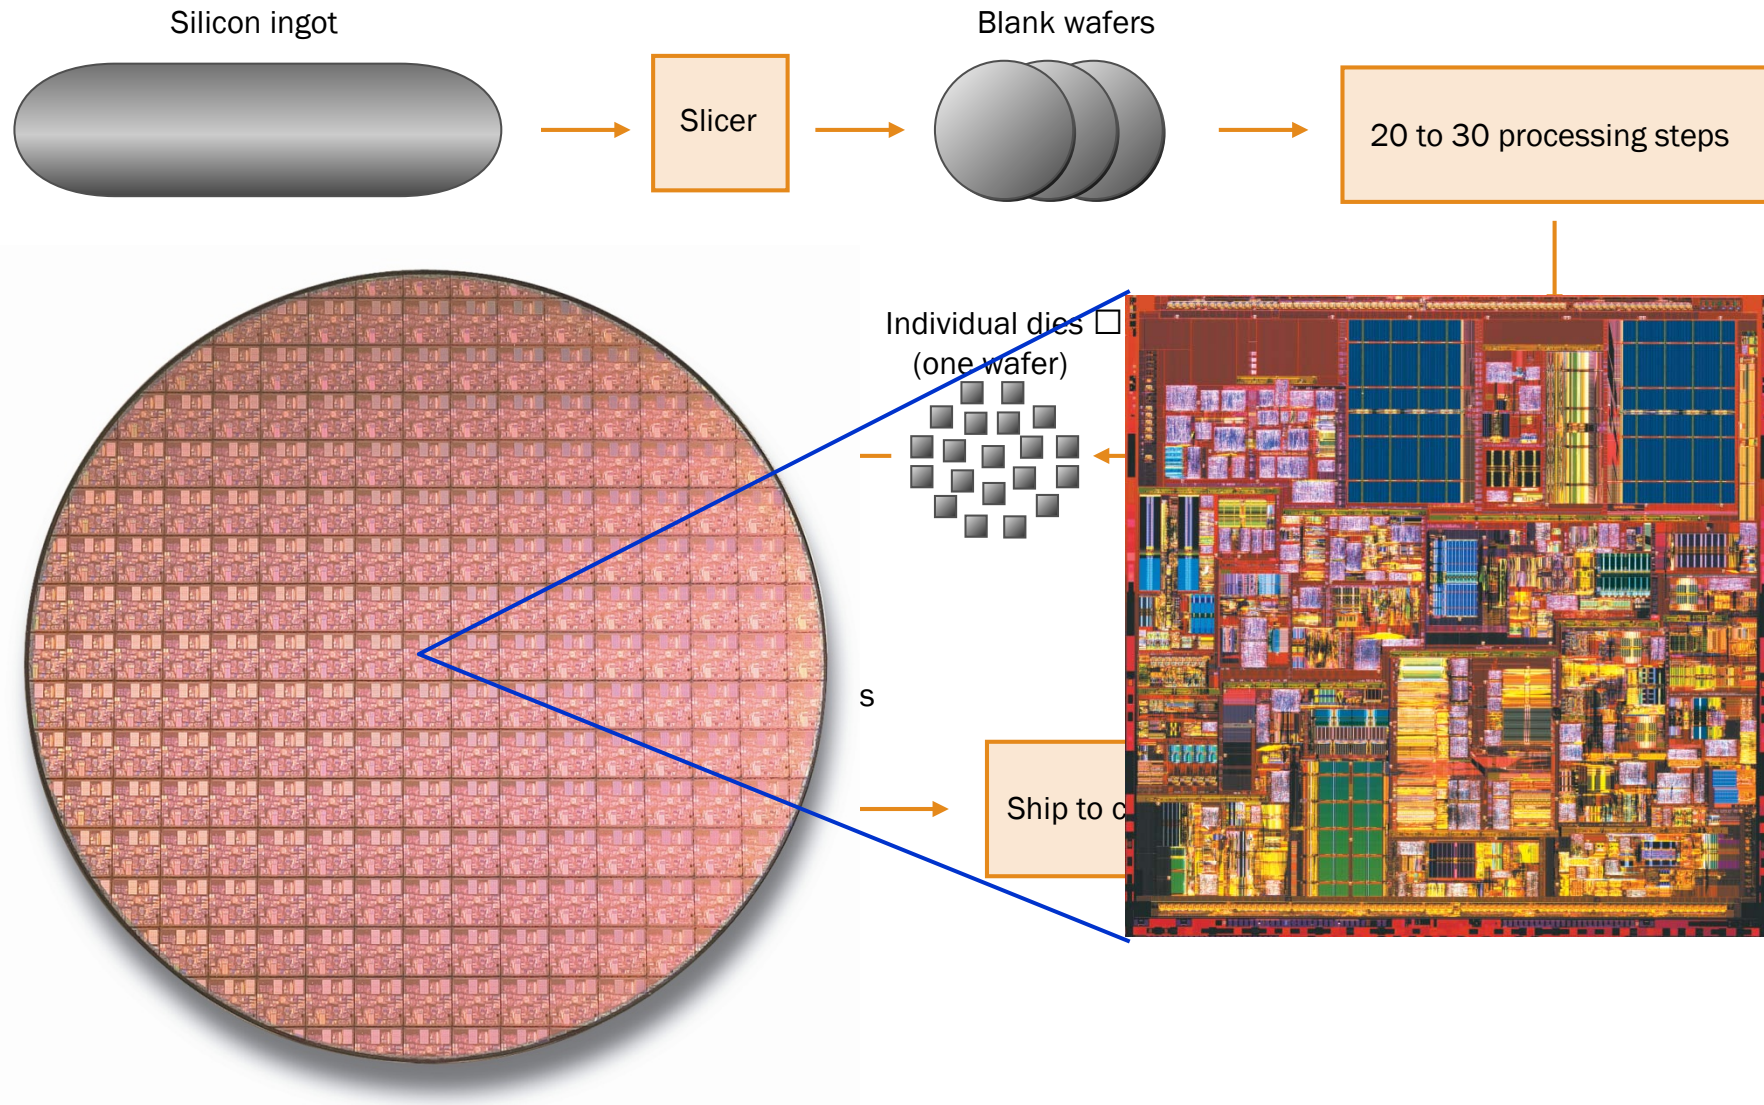 Silicon ingot
Blank wafers
Slicer
20 to 30 processing steps
Individual dies □
(one wafer)
s
Ship to c